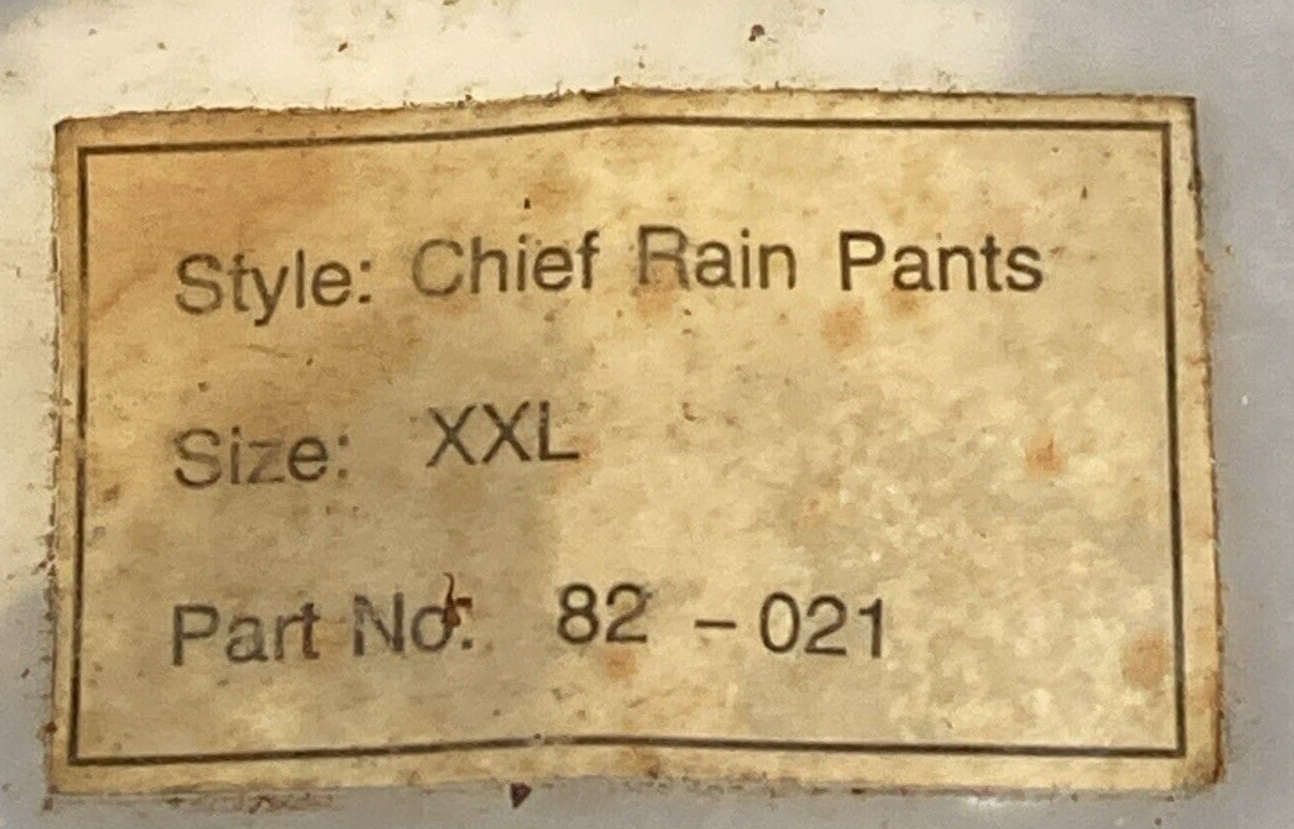 Style: Chief Rain Pants
Size: XXL
Part No: 82 - 021